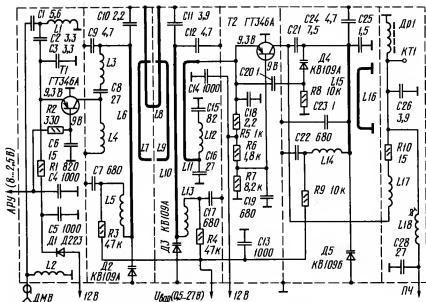 C1 5,6
L1
C2 3,3
C3 3,3
T1
ГТ346А
9,3В
9В
R2
330
C6
15
R1 820
C4 1000
C5 1000
Д1 Д223
L2
АРУ (8...2,5В)
ДМВ
12В
C10 2,2
C9 4,7
L3
C8
27
L4
L6
C7 680
L5
R3
47к
Д2
КВ109А
C11 3,9
C12 4,7
L7
L8
L9
L10
L11
C14 1000
C15
82
L12
C16
27
L13
Д3 КВ109А
C17
680
R4
47к
Uвар(0,5-27В)
12В
T2 ГТ346А
9,3В
9В
C20 1
C18
2,2
R5 1к
R6
1,8к
R7
8,2к
C19
680
C13
1000
C21
7,5
C24 4,7
C25
1,5
Д4
КВ109А
L15
R8 10к
C23 1
C22 680
L14
R9 10к
Д5
КВ109Б
L16
Др1
КТ1
C26
3,9
R10
15
L17
L18
C28
27
ПЧ